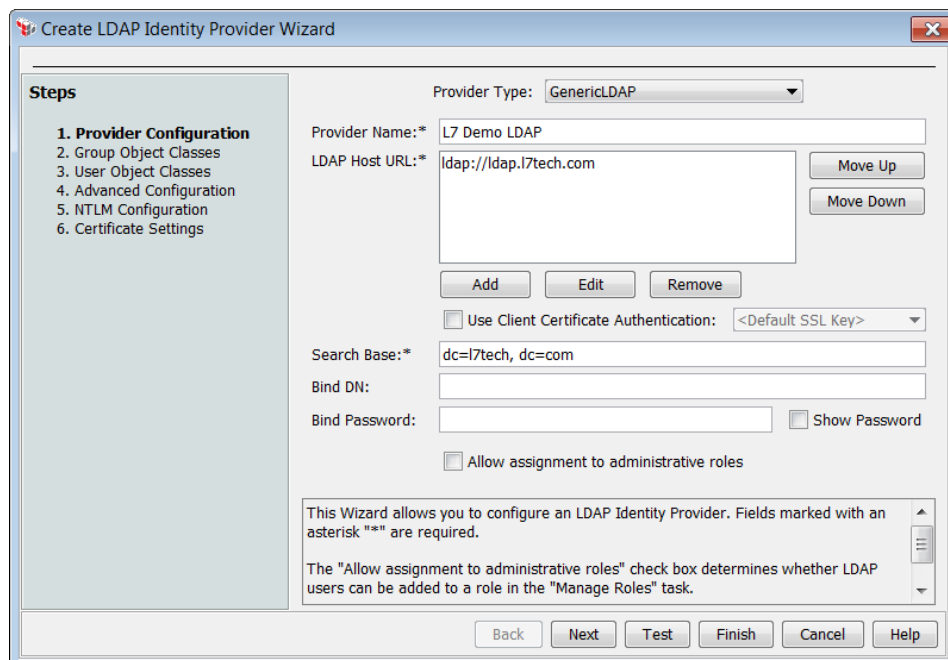 Create LDAP Identity Provider Wizard
Steps
1. Provider Configuration
2. Group Object Classes
3. User Object Classes
4. Advanced Configuration
5. NTLM Configuration
6. Certificate Settings
Provider Type: GenericLDAP
Provider Name:* L7 Demo LDAP
LDAP Host URL:* ldap://ldap.l7tech.com
Move Up
Move Down
Add Edit Remove
Use Client Certificate Authentication: <Default SSL Key>
Search Base:* dc=l7tech, dc=com
Bind DN:
Bind Password: Show Password
Allow assignment to administrative roles
This Wizard allows you to configure an LDAP Identity Provider. Fields marked with an
asterisk "*" are required.
The "Allow assignment to administrative roles" check box determines whether LDAP
users can be added to a role in the "Manage Roles" task.
Back Next Test Finish Cancel Help